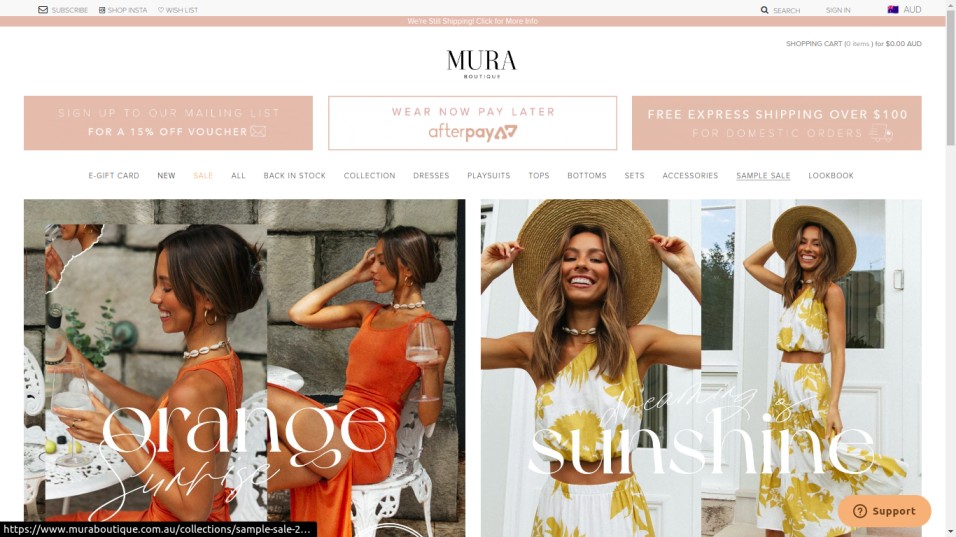 SUBSCRIBE SHOP INSTA ♡ WISH LIST SEARCH SIGN IN AUD
We're Still Shipping! Click for More Info
SHOPPING CART (0 items ) for $0.00 AUD
MURA
BOUTIQUE
SIGN UP TO OUR MAILING LIST
FOR A 15% OFF VOUCHER
WEAR NOW PAY LATER
afterpay
FREE EXPRESS SHIPPING OVER $100
FOR DOMESTIC ORDERS
E-GIFT CARD NEW SALE ALL BACK IN STOCK COLLECTION DRESSES PLAYSUITS TOPS BOTTOMS SETS ACCESSORIES SAMPLE SALE LOOKBOOK
orange
Sunrise
dreaming of
sunshine
Support
https://www.muraboutique.com.au/collections/sample-sale-2...